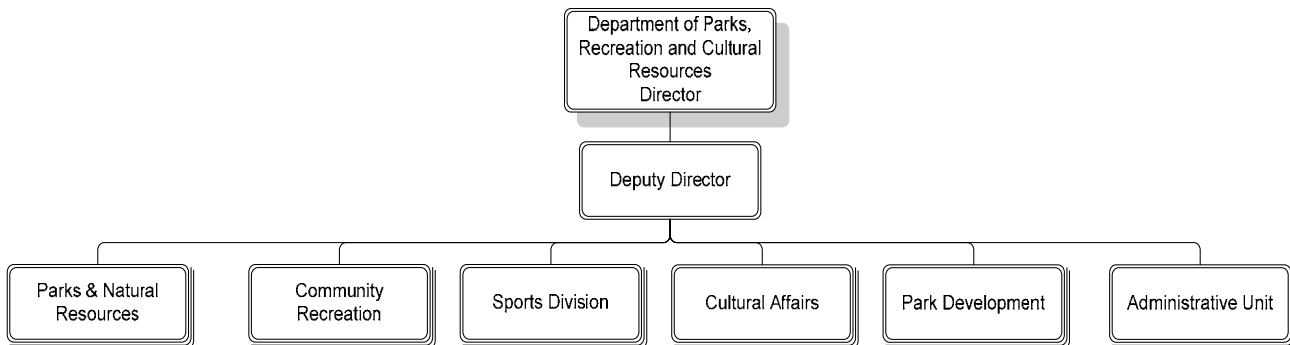 Department of Parks,
Recreation and Cultural
Resources
Director
Deputy Director
Parks & Natural
Resources
Community
Recreation
Sports Division
Cultural Affairs
Park Development
Administrative Unit